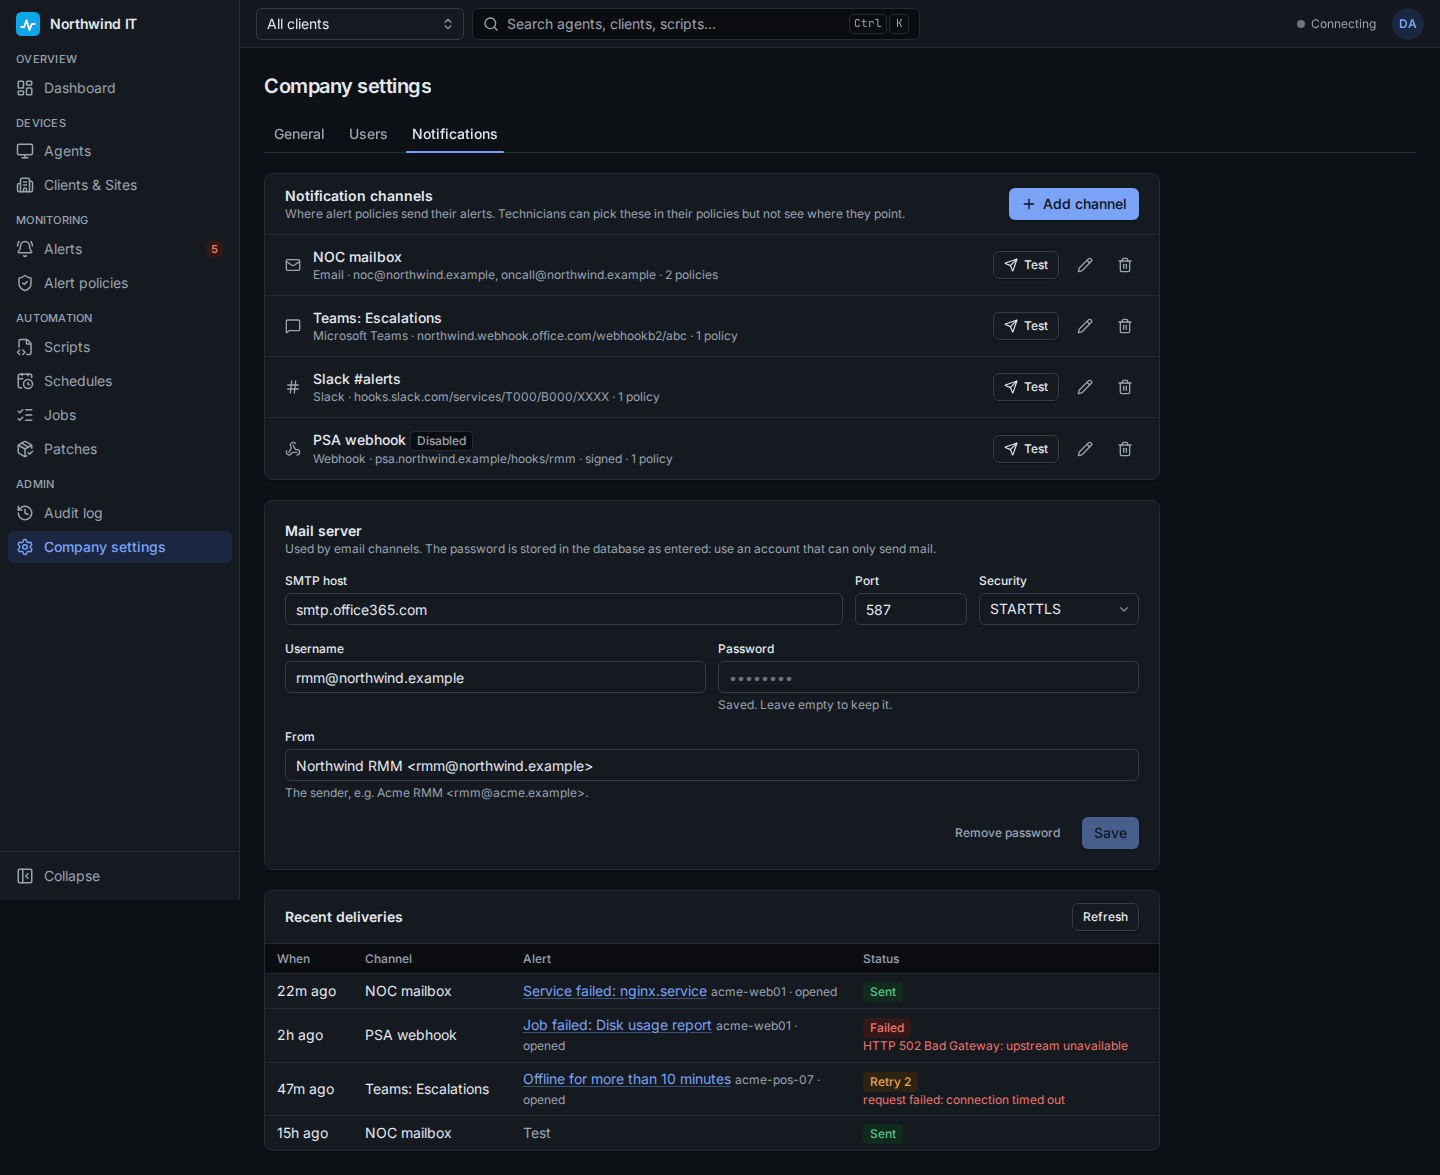 Northwind IT
All clients
Search agents, clients, scripts...
Ctrl K
Connecting
DA
OVERVIEW
Dashboard
DEVICES
Agents
Clients & Sites
MONITORING
Alerts
5
Alert policies
AUTOMATION
Scripts
Schedules
Jobs
Patches
ADMIN
Audit log
Company settings
Collapse
Company settings
General Users Notifications
Notification channels
Where alert policies send their alerts. Technicians can pick these in their policies but not see where they point.
Add channel
NOC mailbox
Email · noc@northwind.example, oncall@northwind.example · 2 policies
Test
Teams: Escalations
Microsoft Teams · northwind.webhook.office.com/webhookb2/abc · 1 policy
Test
Slack #alerts
Slack · hooks.slack.com/services/T000/B000/XXXX · 1 policy
Test
PSA webhook Disabled
Webhook · psa.northwind.example/hooks/rmm · signed · 1 policy
Test
Mail server
Used by email channels. The password is stored in the database as entered: use an account that can only send mail.
SMTP host Port Security
smtp.office365.com 587 STARTTLS
Username Password
rmm@northwind.example ••••••••
Saved. Leave empty to keep it.
From
Northwind RMM <rmm@northwind.example>
The sender, e.g. Acme RMM <rmm@acme.example>.
Remove password Save
Recent deliveries
Refresh
When Channel Alert Status
22m ago NOC mailbox Service failed: nginx.service acme-web01 · opened Sent
2h ago PSA webhook Job failed: Disk usage report acme-web01 · Failed
opened HTTP 502 Bad Gateway: upstream unavailable
47m ago Teams: Escalations Offline for more than 10 minutes acme-pos-07 · Retry 2
opened request failed: connection timed out
15h ago NOC mailbox Test Sent